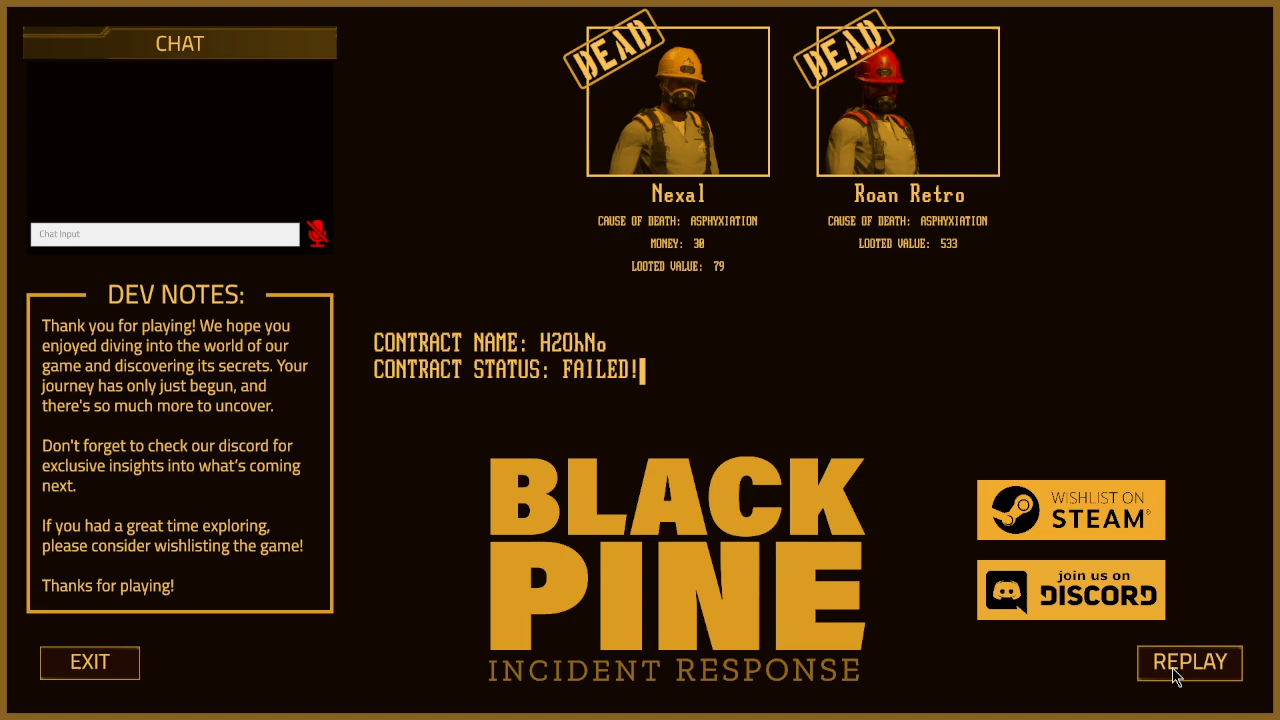 CHAT
Chat Input
DEV NOTES:
Thank you for playing! We hope you
enjoyed diving into the world of our
game and discovering its secrets. Your
journey has only just begun, and
there's so much more to uncover.
Don't forget to check our discord for
exclusive insights into what's coming
next.
If you had a great time exploring,
please consider wishlisting the game!
Thanks for playing!
EXIT
DEAD
Nexal
CAUSE OF DEATH: ASPHYXIATION
MONEY: 30
LOOTED VALUE: 79
DEAD
Roan Retro
CAUSE OF DEATH: ASPHYXIATION
LOOTED VALUE: 533
CONTRACT NAME: H2OhNo
CONTRACT STATUS: FAILED!
BLACK
PINE
INCIDENT RESPONSE
WISHLIST ON
STEAM®
join us on
DISCORD
REPLAY